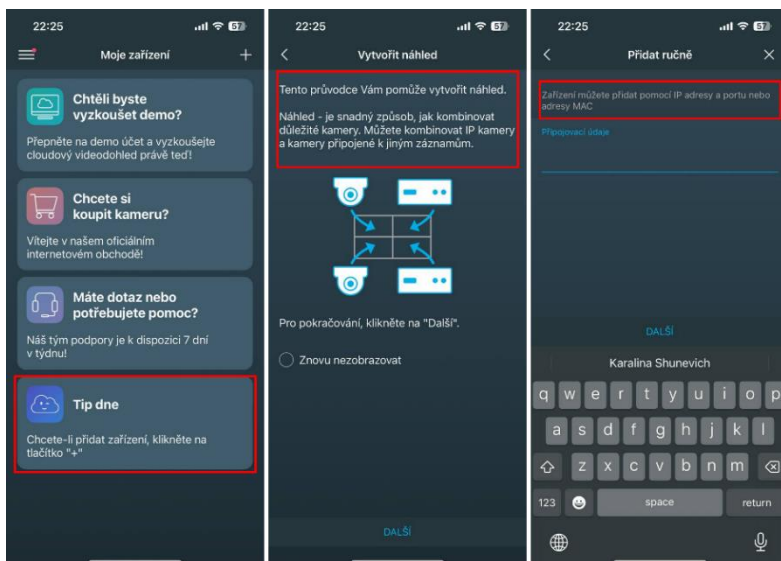 22:25
57
Moje zařízení
+
Chtěli byste
vyzkoušet demo?
Přepněte na demo účet a vyzkoušejte
cloudový videodohled právě teď!
Chcete si
koupit kameru?
Vítejte v našem oficiálním
internetovém obchodě!
Máte dotaz nebo
potřebujete pomoc?
Náš tým podpory je k dispozici 7 dní
v týdnu!
Tip dne
Chcete-li přidat zařízení, klikněte na
tlačítko "+"
22:25
57
Vytvořit náhled
Tento průvodce Vám pomůže vytvořit náhled.
Náhled - je snadný způsob, jak kombinovat
důležité kamery. Můžete kombinovat IP kamery
a kamery připojené k jiným záznamům.
Pro pokračování, klikněte na "Další".
Znovu nezobrazovat
DALŠÍ
22:25
57
Přidat ručně
Zařízení můžete přidat pomocí IP adresy a portu nebo
adresy MAC
Připojovací údaje
DALŠÍ
Karalina Shunevich
q w e r t y u i o p
a s d f g h j k l
z x c v b n m
123 space return